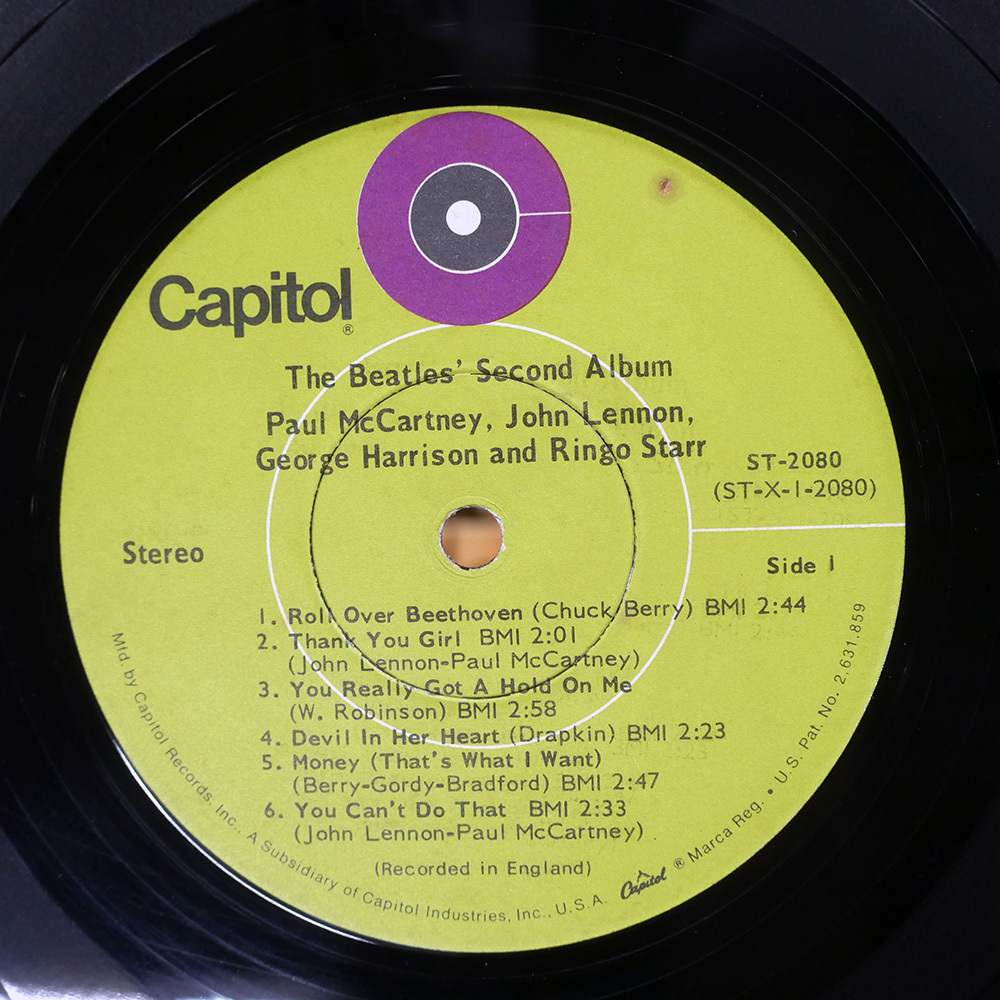 Capitol®
The Beatles' Second Album
Paul McCartney, John Lennon,
George Harrison and Ringo Starr
ST-2080
(ST-X-1-2080)
Stereo
Side 1
1. Roll Over Beethoven (Chuck Berry) BMI 2:44
2. Thank You Girl BMI 2:01
(John Lennon-Paul McCartney)
3. You Really Got A Hold On Me
(W. Robinson) BMI 2:58
4. Devil In Her Heart (Drapkin) BMI 2:23
5. Money (That's What I Want)
(Berry-Gordy-Bradford) BMI 2:47
6. You Can't Do That BMI 2:33
(John Lennon-Paul McCartney)
(Recorded in England)
Mfd. by Capitol Records, Inc., A Subsidiary of Capitol Industries, Inc., U.S.A. Capitol ® Marca Reg. • U.S. Pat. No. 2,631,859